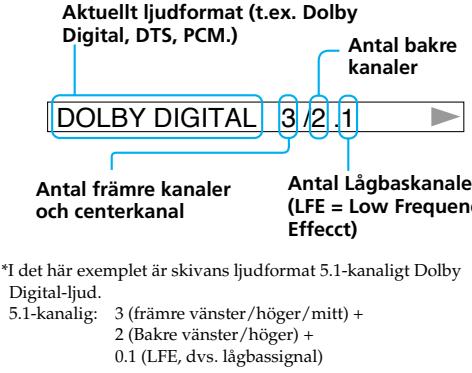 Aktuellt ljudformat (t.ex. Dolby
Digital, DTS, PCM.)
Antal bakre
kanaler
DOLBY DIGITAL 3 /2 .1
Antal främre kanaler
och centerkanal
Antal Lågbaskanale
(LFE = Low Frequenc
Effecct)
*I det här exemplet är skivans ljudformat 5.1-kanaligt Dolby
Digital-ljud.
5.1-kanalig: 3 (främre vänster/höger/mitt) +
2 (Bakre vänster/höger) +
0.1 (LFE, dvs. lågbassignal)